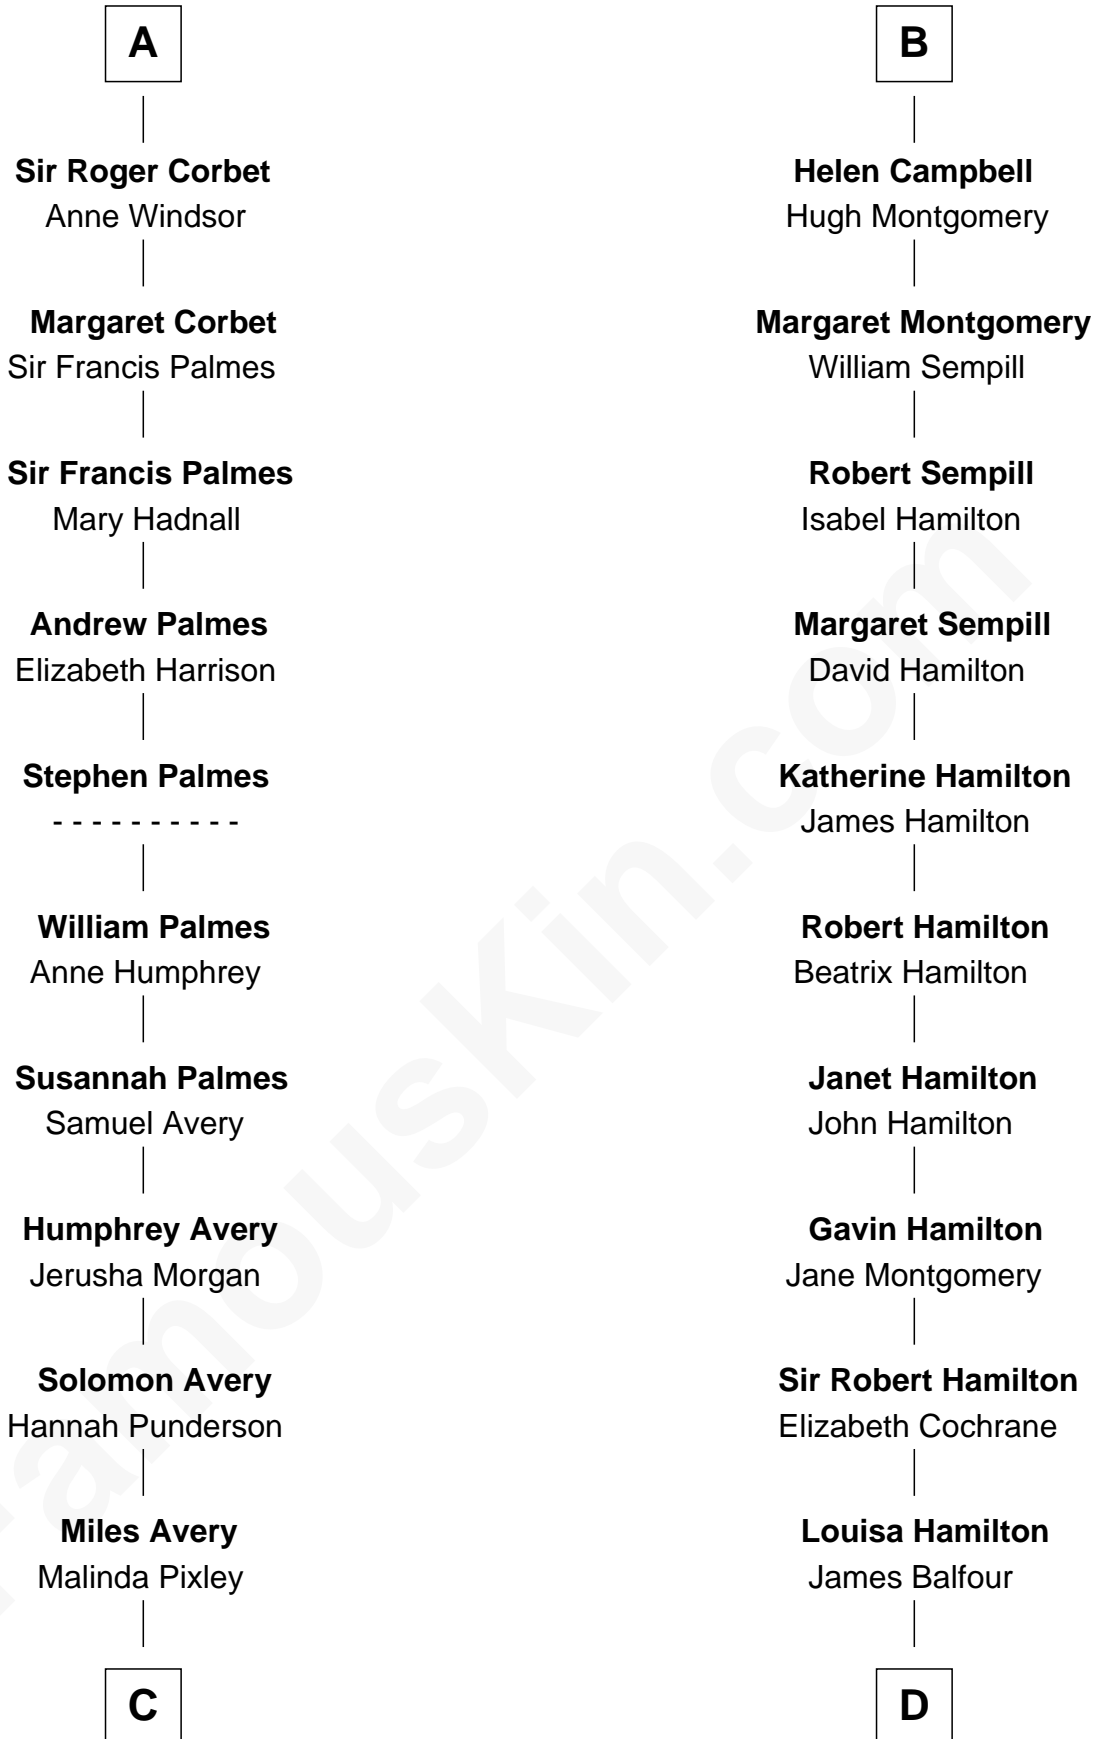 A
Sir Roger Corbet
Anne Windsor
Margaret Corbet
Sir Francis Palmes
Sir Francis Palmes
Mary Hadnall
Andrew Palmes
Elizabeth Harrison
Stephen Palmes
- - - - - - - - - -
William Palmes
Anne Humphrey
Susannah Palmes
Samuel Avery
Humphrey Avery
Jerusha Morgan
Solomon Avery
Hannah Punderson
Miles Avery
Malinda Pixley
C
B
Helen Campbell
Hugh Montgomery
Margaret Montgomery
William Sempill
Robert Sempill
Isabel Hamilton
Margaret Sempill
David Hamilton
Katherine Hamilton
James Hamilton
Robert Hamilton
Beatrix Hamilton
Janet Hamilton
John Hamilton
Gavin Hamilton
Jane Montgomery
Sir Robert Hamilton
Elizabeth Cochrane
Louisa Hamilton
James Balfour
D
FamousKin.com